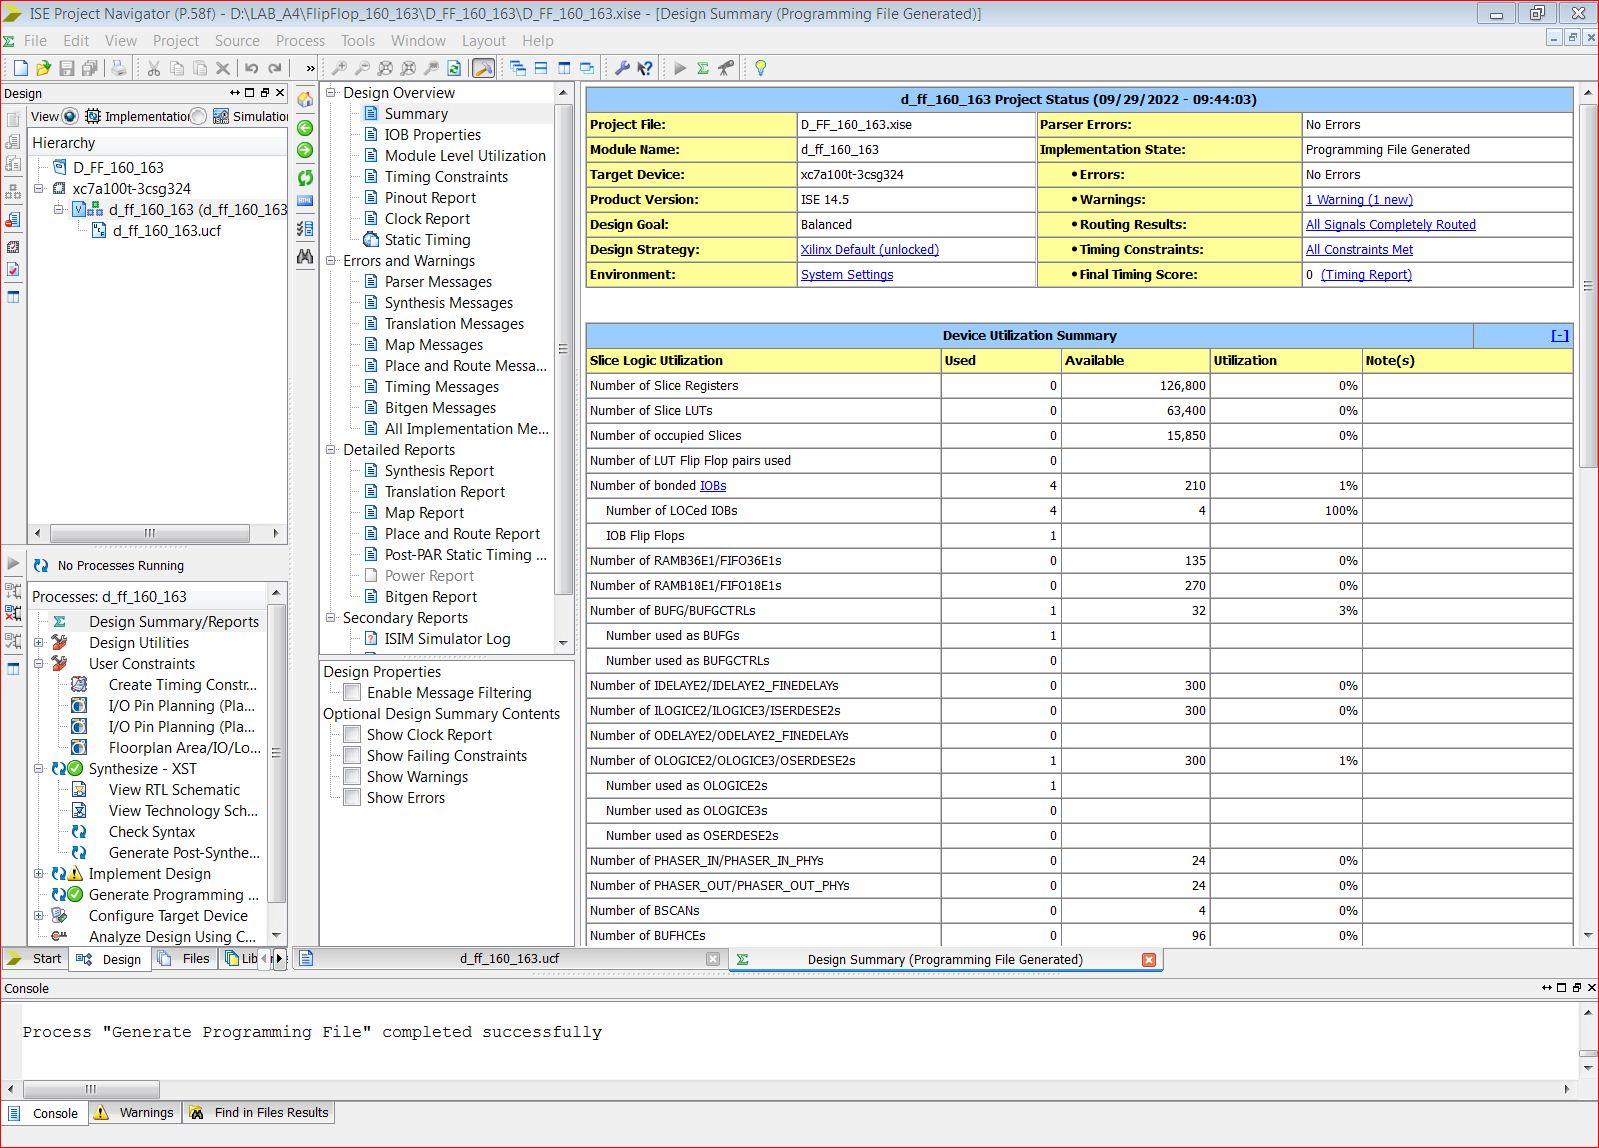 ISE Project Navigator (P.58f) - D:\LAB_A4\FlipFlop_160_163\D_FF_160_163\D_FF_160_163.xise - [Design Summary (Programming File Generated)]
File Edit View Project Source Process Tools Window Layout Help
Design
View Implementatio Simulatio
Hierarchy
D_FF_160_163
xc7a100t-3csg324
d_ff_160_163 (d_ff_160_163
d_ff_160_163.ucf
No Processes Running
Processes: d_ff_160_163
Design Summary/Reports
Design Utilities
User Constraints
Create Timing Constr...
I/O Pin Planning (Pla...
I/O Pin Planning (Pla...
Floorplan Area/IO/Lo...
Synthesize - XST
View RTL Schematic
View Technology Sch...
Check Syntax
Generate Post-Synthe...
Implement Design
Generate Programming ...
Configure Target Device
Analyze Design Using C...
Start Design Files Lib
Design Overview
Summary
IOB Properties
Module Level Utilization
Timing Constraints
Pinout Report
Clock Report
Static Timing
Errors and Warnings
Parser Messages
Synthesis Messages
Translation Messages
Map Messages
Place and Route Messa...
Timing Messages
Bitgen Messages
All Implementation Me...
Detailed Reports
Synthesis Report
Translation Report
Map Report
Place and Route Report
Post-PAR Static Timing ...
Power Report
Bitgen Report
Secondary Reports
ISIM Simulator Log
Design Properties
Enable Message Filtering
Optional Design Summary Contents
Show Clock Report
Show Failing Constraints
Show Warnings
Show Errors
d_ff_160_163 Project Status (09/29/2022 - 09:44:03)
Project File: D_FF_160_163.xise Parser Errors: No Errors
Module Name: d_ff_160_163 Implementation State: Programming File Generated
Target Device: xc7a100t-3csg324 •Errors: No Errors
Product Version: ISE 14.5 •Warnings: 1 Warning (1 new)
Design Goal: Balanced •Routing Results: All Signals Completely Routed
Design Strategy: Xilinx Default (unlocked) •Timing Constraints: All Constraints Met
Environment: System Settings •Final Timing Score: 0 (Timing Report)
Device Utilization Summary [-]
Slice Logic Utilization Used Available Utilization Note(s)
Number of Slice Registers 0 126,800 0%
Number of Slice LUTs 0 63,400 0%
Number of occupied Slices 0 15,850 0%
Number of LUT Flip Flop pairs used 0
Number of bonded IOBs 4 210 1%
Number of LOCed IOBs 4 4 100%
IOB Flip Flops 1
Number of RAMB36E1/FIFO36E1s 0 135 0%
Number of RAMB18E1/FIFO18E1s 0 270 0%
Number of BUFG/BUFGCTRLs 1 32 3%
Number used as BUFGs 1
Number used as BUFGCTRLs 0
Number of IDELAYE2/IDELAYE2_FINEDELAYs 0 300 0%
Number of ILOGICE2/ILOGICE3/ISERDESE2s 0 300 0%
Number of ODELAYE2/ODELAYE2_FINEDELAYs 0
Number of OLOGICE2/OLOGICE3/OSERDESE2s 1 300 1%
Number used as OLOGICE2s 1
Number used as OLOGICE3s 0
Number used as OSERDESE2s 0
Number of PHASER_IN/PHASER_IN_PHYs 0 24 0%
Number of PHASER_OUT/PHASER_OUT_PHYs 0 24 0%
Number of BSCANs 0 4 0%
Number of BUFHCEs 0 96 0%
d_ff_160_163.ucf Design Summary (Programming File Generated)
Console
Process "Generate Programming File" completed successfully
Console Warnings Find in Files Results